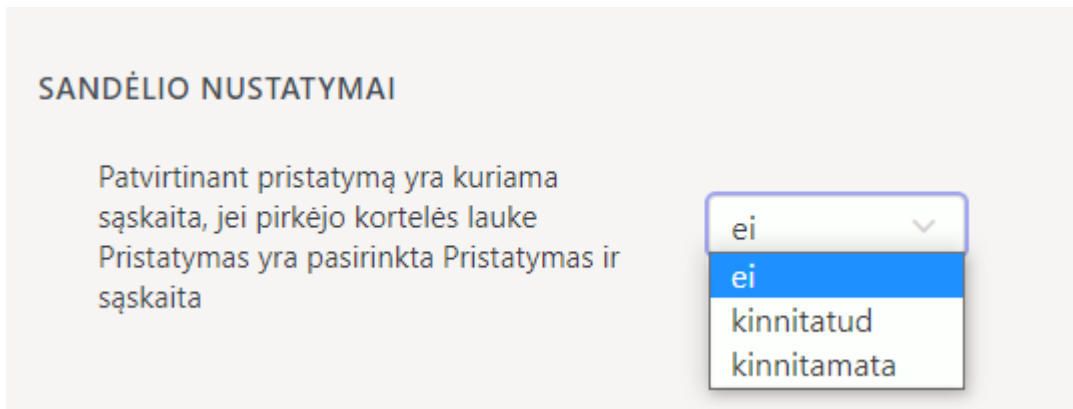 SANDĖLIO NUSTATYMAI
Patvirtinant pristatymą yra kuriama
sąskaita, jei pirkėjo kortelės lauke
Pristatymas yra pasirinkta Pristatymas ir
sąskaita
ei
ei
kinnitatud
kinnitamata